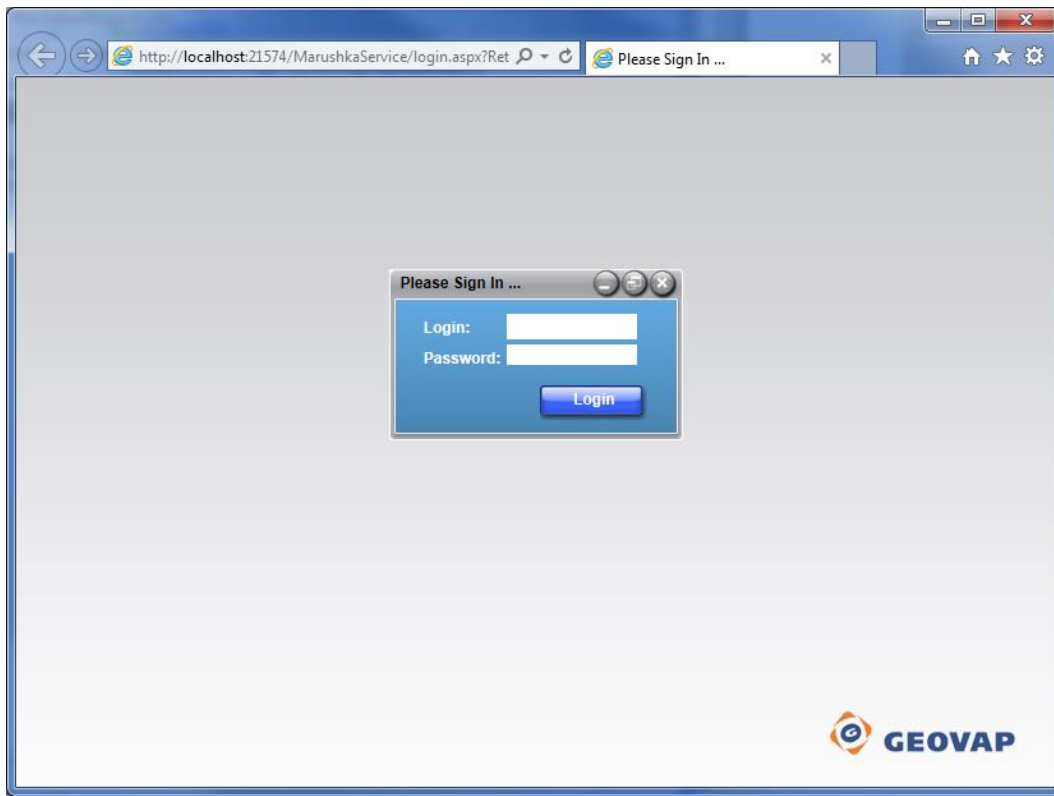 http://localhost:21574/MarushkaService/login.aspx?Ret
Please Sign In ...
Please Sign In ...
Login:
Password:
Login
GEOVAP